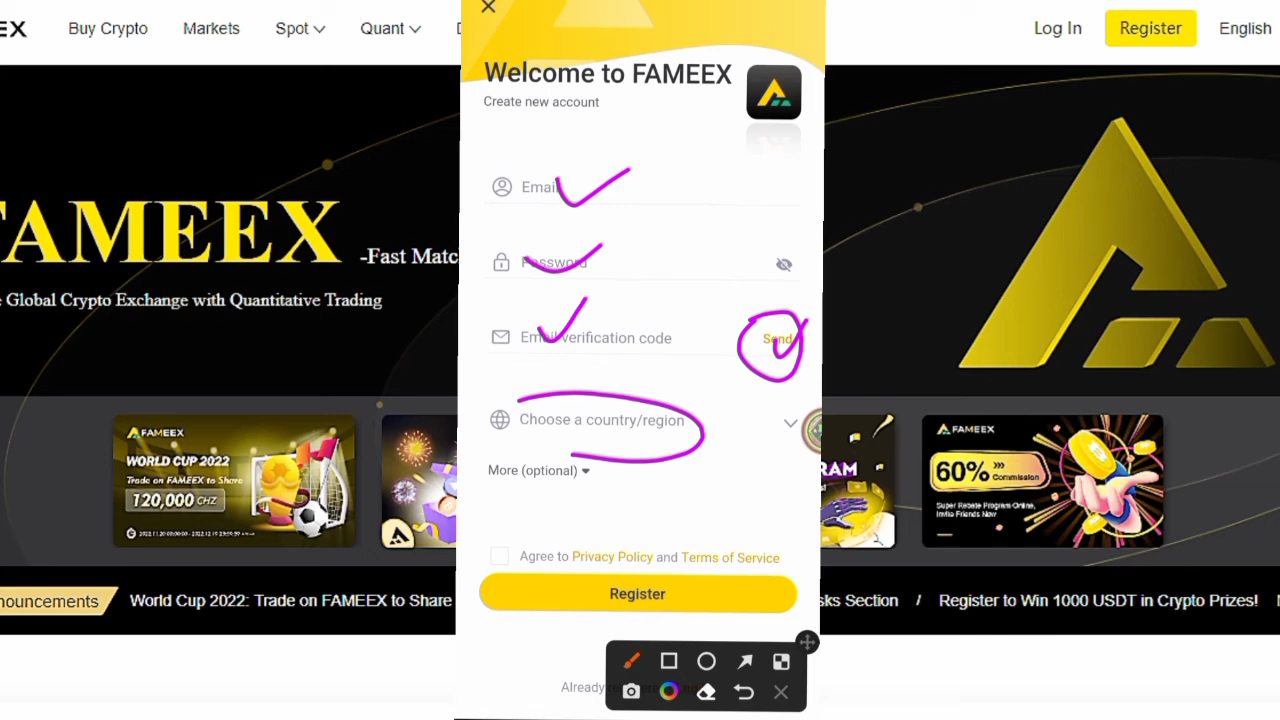 EX
Buy Crypto
Markets
Spot
Quant
Log In
Register
English
Welcome to FAMEEX
Create new account
Email
Password
Email verification code
Send
Choose a country/region
More (optional)
Agree to Privacy Policy and Terms of Service
Register
Already
FAMEEX
-Fast Matc
Global Crypto Exchange with Quantitative Trading
FAMEEX
WORLD CUP 2022
Trade on FAMEEX to Share
120,000 CHZ
RAM
FAMEEX
60%
Commission
Super Rebate Program Online,
Invite Friends Now
nouncements
World Cup 2022: Trade on FAMEEX to Share
sks Section / Register to Win 1000 USDT in Crypto Prizes!